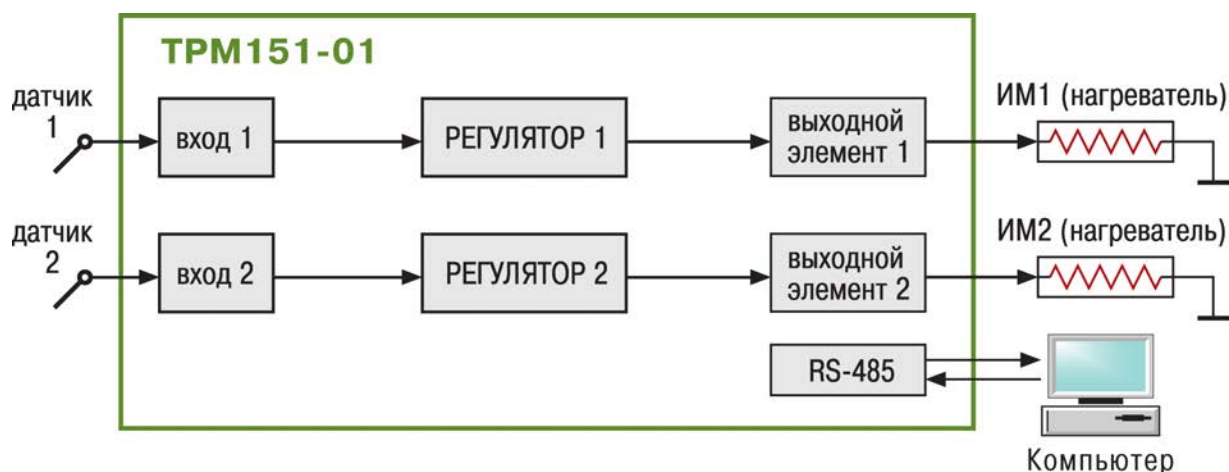 ТРМ151-01
датчик
1
вход 1
РЕГУЛЯТОР 1
выходной
элемент 1
ИМ1 (нагреватель)
датчик
2
вход 2
РЕГУЛЯТОР 2
выходной
элемент 2
ИМ2 (нагреватель)
RS-485
Компьютер